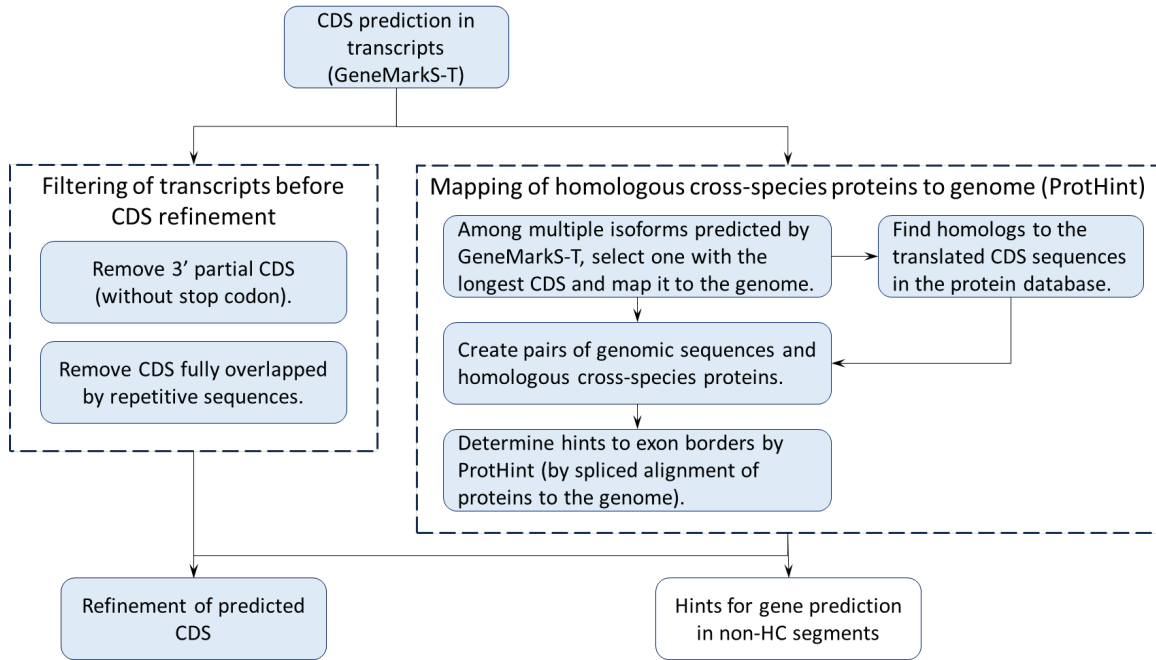 CDS prediction in
transcripts
(GeneMarkS-T)
Filtering of transcripts before
CDS refinement
Remove 3’ partial CDS
(without stop codon).
Remove CDS fully overlapped
by repetitive sequences.
Mapping of homologous cross-species proteins to genome (ProtHint)
Among multiple isoforms predicted by
GeneMarkS-T, select one with the
longest CDS and map it to the genome.
Find homologs to the
translated CDS sequences
in the protein database.
Create pairs of genomic sequences and
homologous cross-species proteins.
Determine hints to exon borders by
ProtHint (by spliced alignment of
proteins to the genome).
Refinement of predicted
CDS
Hints for gene prediction
in non-HC segments